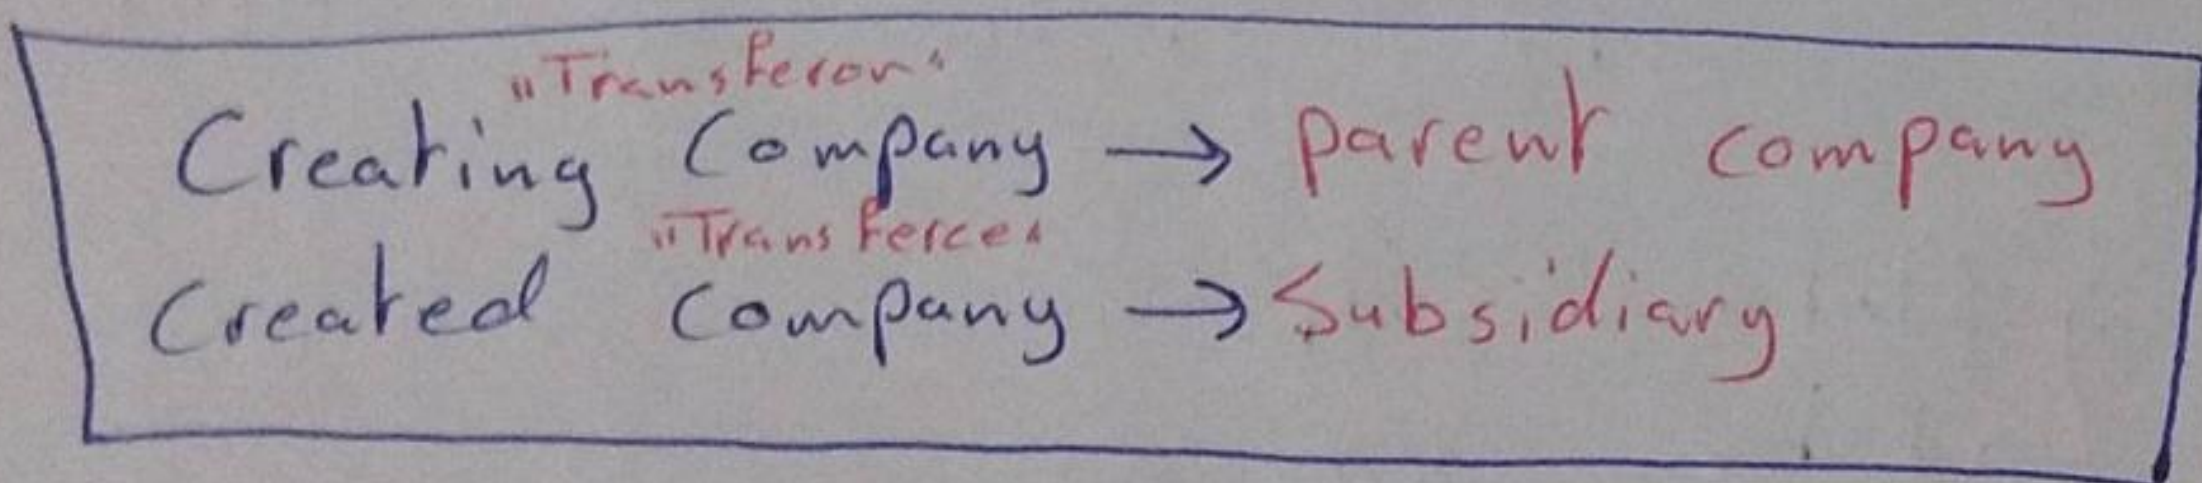 "Transferor"
Creating Company → Parent company
"Transferee"
Created Company → Subsidiary